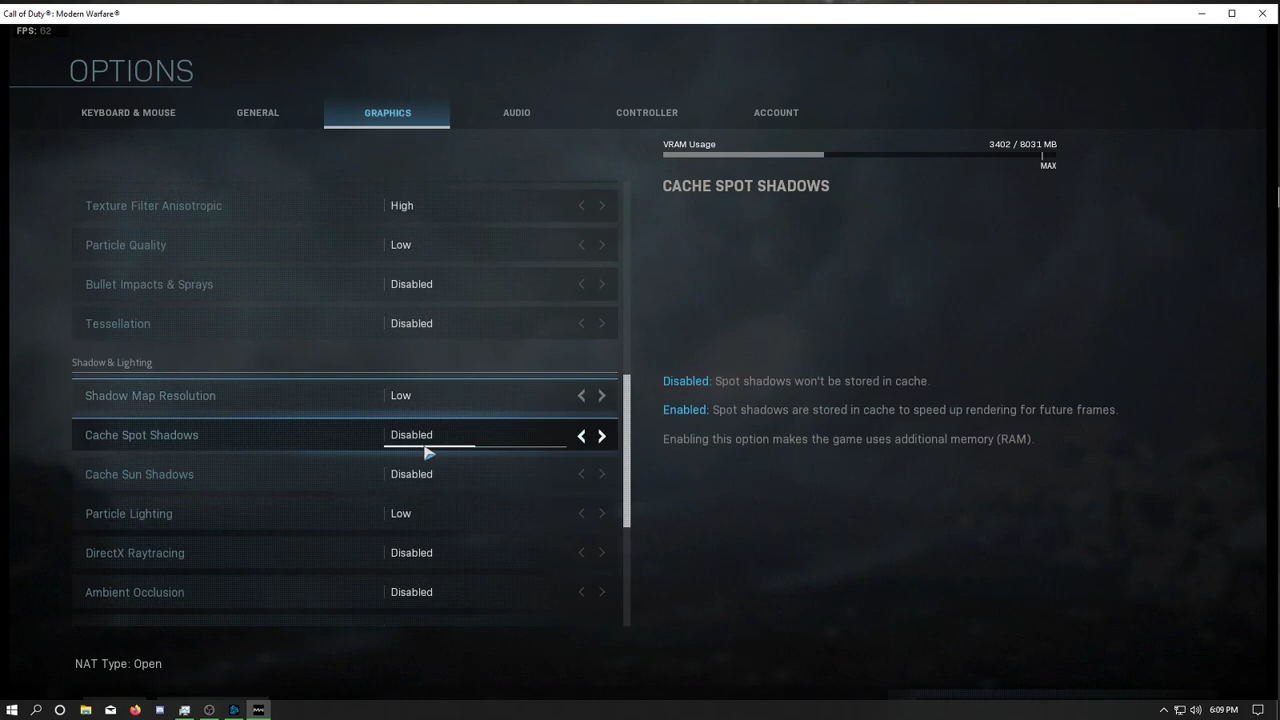 Call of Duty®: Modern Warfare®
FPS: 62
OPTIONS
KEYBOARD & MOUSE GENERAL GRAPHICS AUDIO CONTROLLER ACCOUNT
VRAM Usage 3402 / 8031 MB
MAX
CACHE SPOT SHADOWS
Texture Filter Anisotropic High
Particle Quality Low
Bullet Impacts & Sprays Disabled
Tessellation Disabled
Shadow & Lighting
Shadow Map Resolution Low
Cache Spot Shadows Disabled
Cache Sun Shadows Disabled
Particle Lighting Low
DirectX Raytracing Disabled
Ambient Occlusion Disabled
Disabled: Spot shadows won't be stored in cache.
Enabled: Spot shadows are stored in cache to speed up rendering for future frames.
Enabling this option makes the game uses additional memory (RAM).
NAT Type: Open
6:09 PM